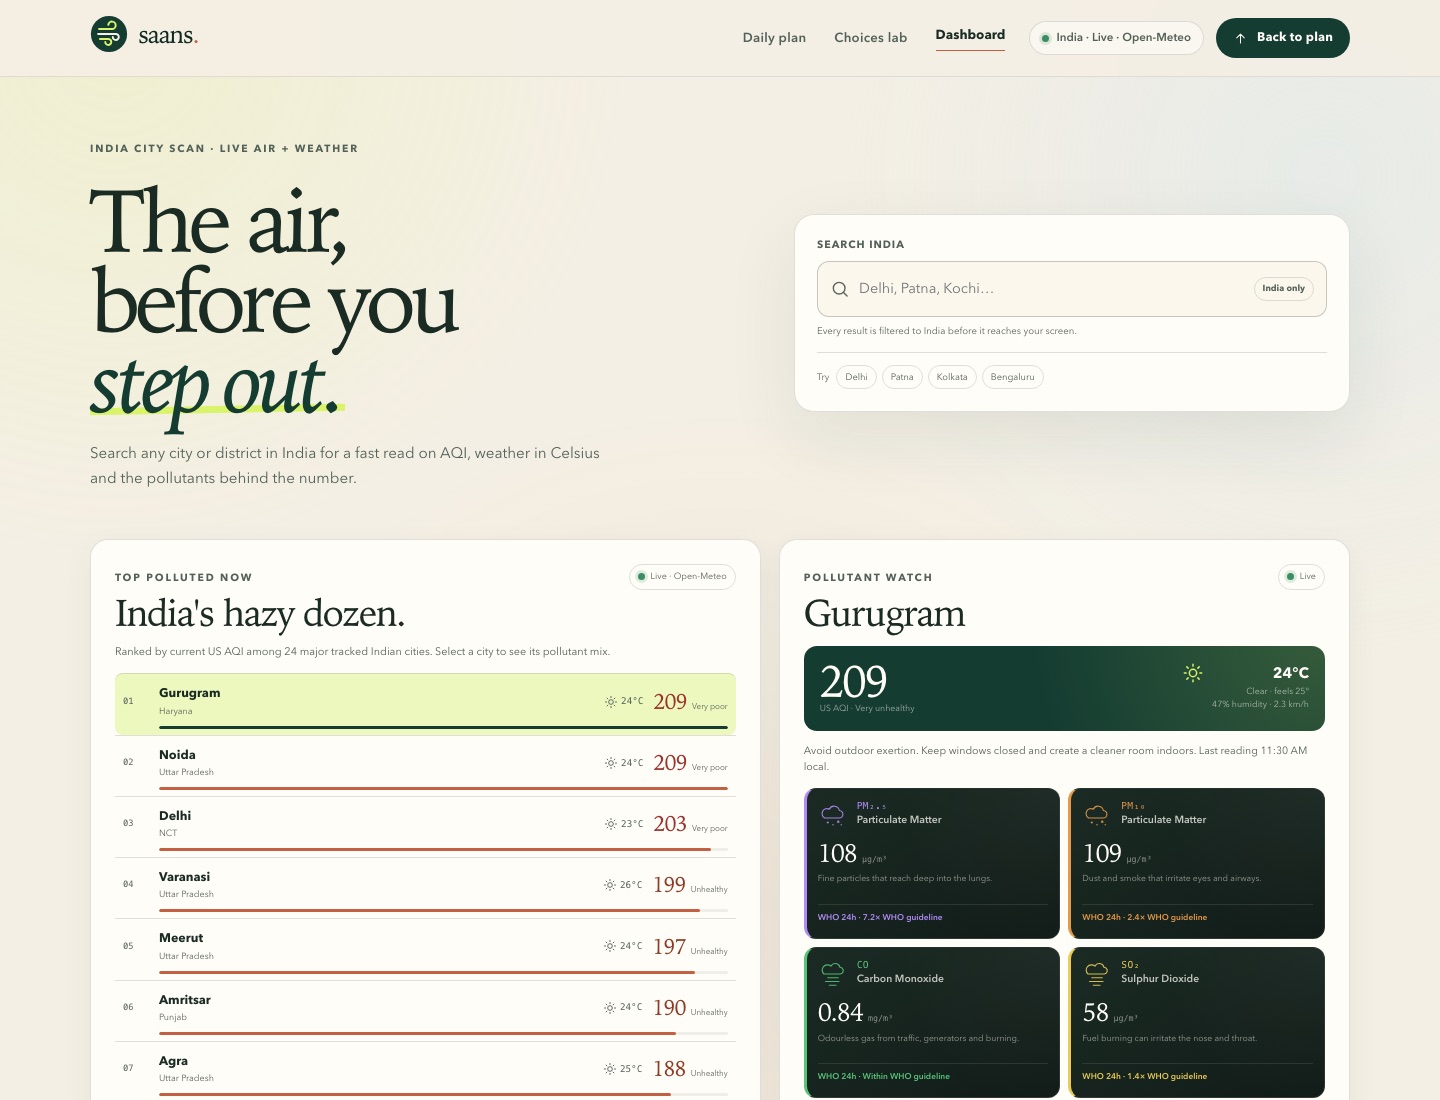 saans.
Daily plan
Choices lab
Dashboard
India · Live · Open-Meteo
Back to plan
INDIA CITY SCAN · LIVE AIR + WEATHER
The air,
before you
step out.
Search any city or district in India for a fast read on AQI, weather in Celsius
and the pollutants behind the number.
SEARCH INDIA
Delhi, Patna, Kochi…
India only
Every result is filtered to India before it reaches your screen.
Try
Delhi
Patna
Kolkata
Bengaluru
TOP POLLUTED NOW
Live · Open-Meteo
India's hazy dozen.
Ranked by current US AQI among 24 major tracked Indian cities. Select a city to see its pollutant mix.
01
Gurugram
Haryana
24°C
209
Very poor
02
Noida
Uttar Pradesh
24°C
209
Very poor
03
Delhi
NCT
23°C
203
Very poor
04
Varanasi
Uttar Pradesh
26°C
199
Unhealthy
05
Meerut
Uttar Pradesh
24°C
197
Unhealthy
06
Amritsar
Punjab
24°C
190
Unhealthy
07
Agra
Uttar Pradesh
25°C
188
Unhealthy
POLLUTANT WATCH
Live
Gurugram
209
US AQI · Very unhealthy
24°C
Clear · feels 25°
47% humidity · 2.3 km/h
Avoid outdoor exertion. Keep windows closed and create a cleaner room indoors. Last reading 11:30 AM
local.
PM₂.₅
Particulate Matter
108 µg/m³
Fine particles that reach deep into the lungs.
WHO 24h · 7.2× WHO guideline
PM₁₀
Particulate Matter
109 µg/m³
Dust and smoke that irritate eyes and airways.
WHO 24h · 2.4× WHO guideline
CO
Carbon Monoxide
0.84 mg/m³
Odourless gas from traffic, generators and burning.
WHO 24h · Within WHO guideline
SO₂
Sulphur Dioxide
58 µg/m³
Fuel burning can irritate the nose and throat.
WHO 24h · 1.4× WHO guideline